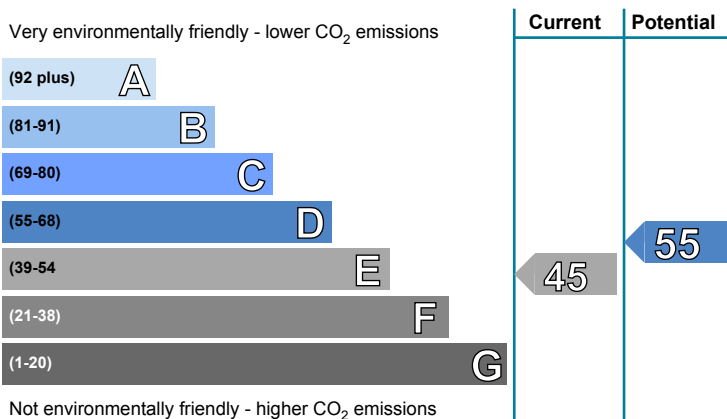 Very environmentally friendly - lower CO2 emissions
Current
Potential
(92 plus) A
(81-91) B
(69-80) C
(55-68) D
(39-54 E
(21-38) F
(1-20) G
45
55
Not environmentally friendly - higher CO2 emissions